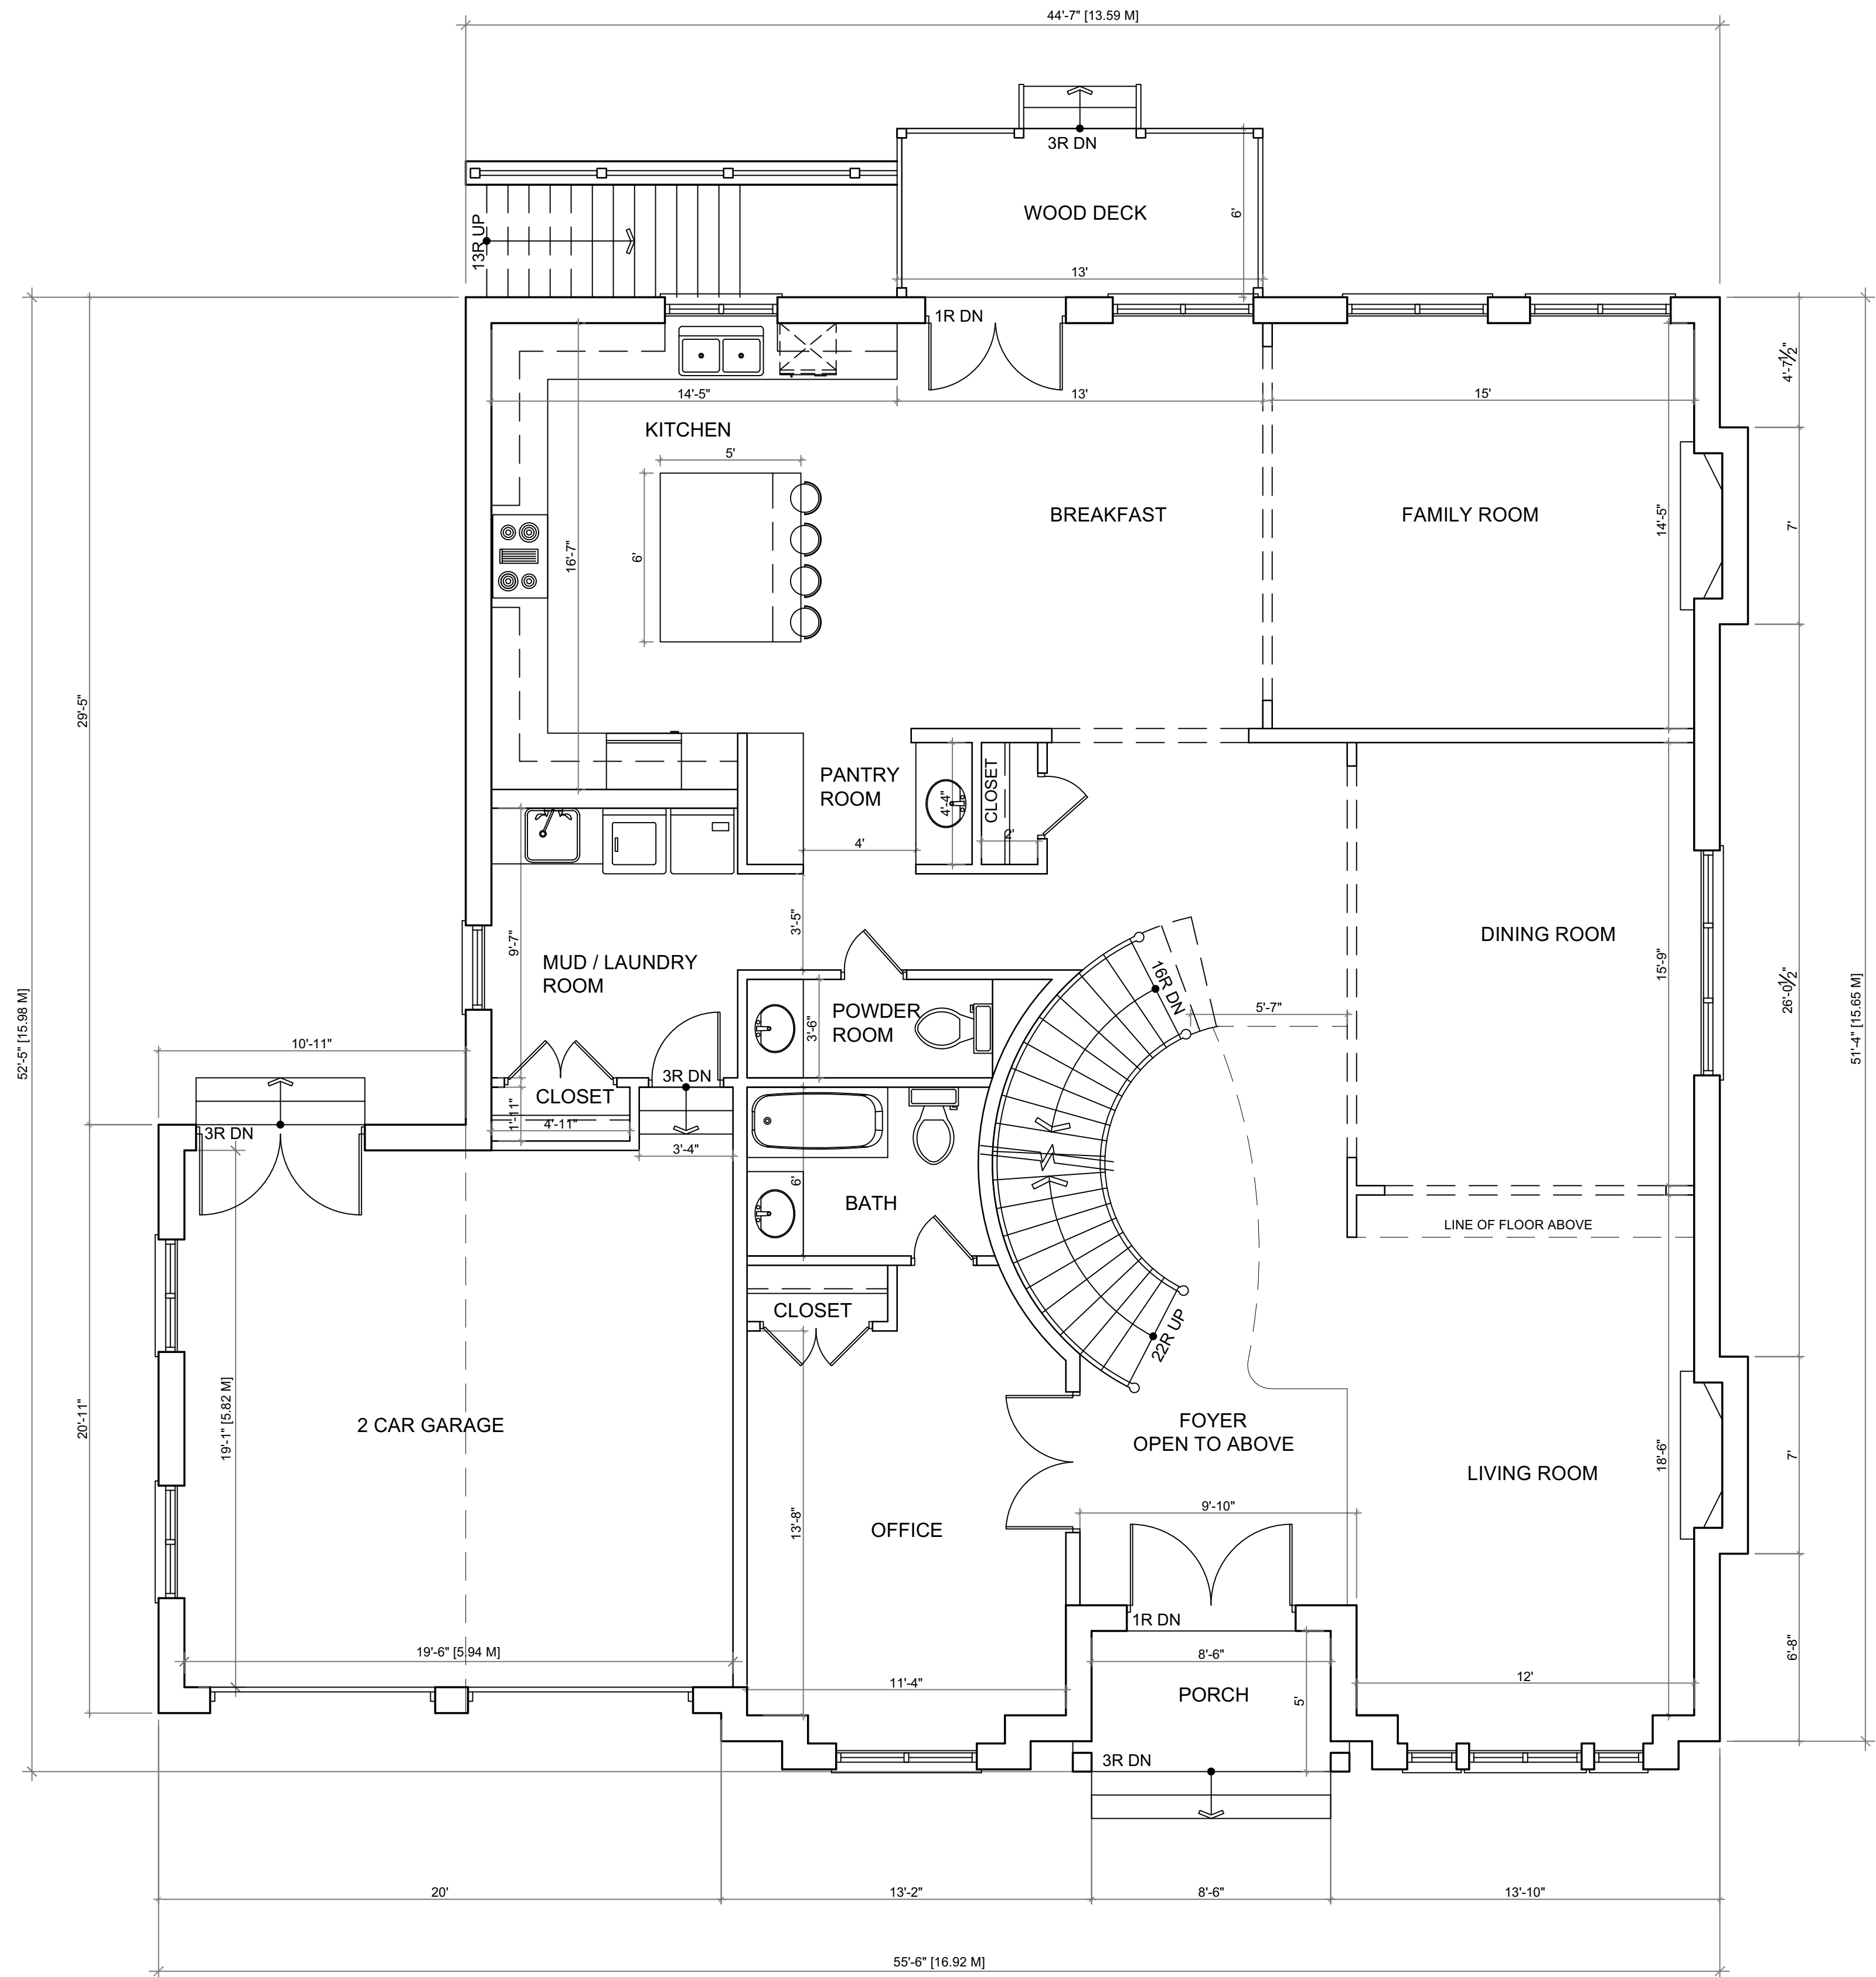 44'-7" [13.59 M]
3R DN
WOOD DECK
6'
13R UP
13'
1R DN
14'-5"
13'
15'
4'-7½"
KITCHEN
5'
BREAKFAST
FAMILY ROOM
14'-5"
7'
6'
16'-7"
29'-5"
PANTRY
ROOM
4'-4"
CLOSET
2'
4'
3'-5"
9'-7"
MUD / LAUNDRY
ROOM
DINING ROOM
15'-9"
26'-0½"
51'-4" [15.65 M]
52'-5" [15.98 M]
16R DN
5'-7"
POWDER
ROOM
3'-6"
10'-11"
3R DN
CLOSET
1'-11"
4'-11"
3R DN
3'-4"
6'
BATH
LINE OF FLOOR ABOVE
CLOSET
22R UP
20'-11"
19'-1" [5.82 M]
2 CAR GARAGE
FOYER
OPEN TO ABOVE
18'-6"
7'
LIVING ROOM
13'-8"
OFFICE
9'-10"
1R DN
19'-6" [5.94 M]
8'-6"
6'-8"
11'-4"
PORCH
5'
12'
3R DN
20'
13'-2"
8'-6"
13'-10"
55'-6" [16.92 M]